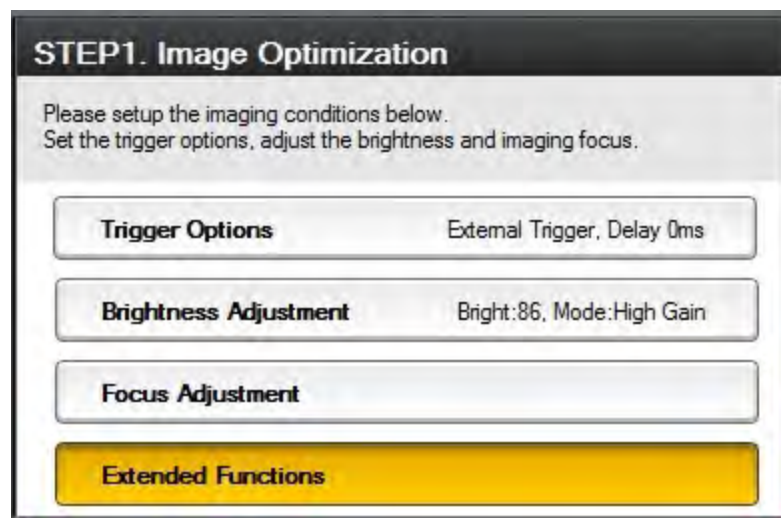 STEP1. Image Optimization
Please setup the imaging conditions below.
Set the trigger options, adjust the brightness and imaging focus.
Trigger Options External Trigger, Delay 0ms
Brightness Adjustment Bright:86, Mode:High Gain
Focus Adjustment
Extended Functions